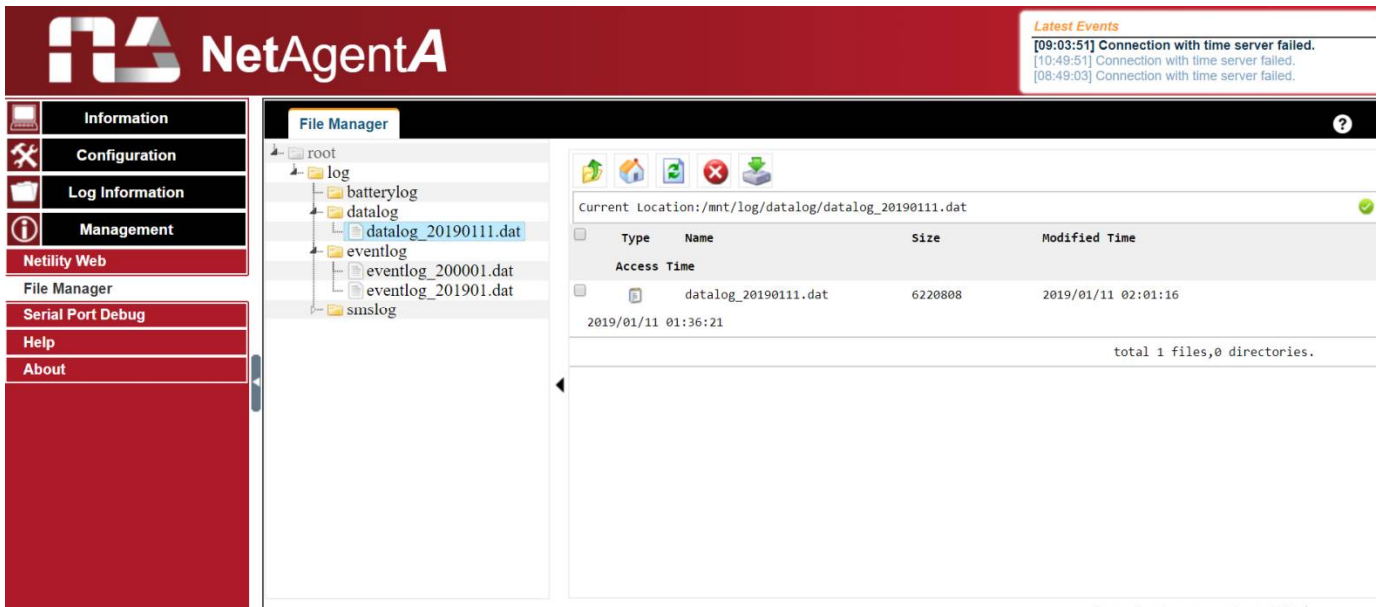 NetAgentA
Latest Events
[09:03:51] Connection with time server failed.
[10:49:51] Connection with time server failed.
[08:49:03] Connection with time server failed.
Information
Configuration
Log Information
Management
Netility Web
File Manager
Serial Port Debug
Help
About
File Manager
?
root
log
batterylog
datalog
datalog_20190111.dat
eventlog
eventlog_200001.dat
eventlog_201901.dat
smslog
Current Location:/mnt/log/datalog/datalog_20190111.dat
Type Name Size Modified Time
Access Time
datalog_20190111.dat 6220808 2019/01/11 02:01:16
2019/01/11 01:36:21
total 1 files,0 directories.